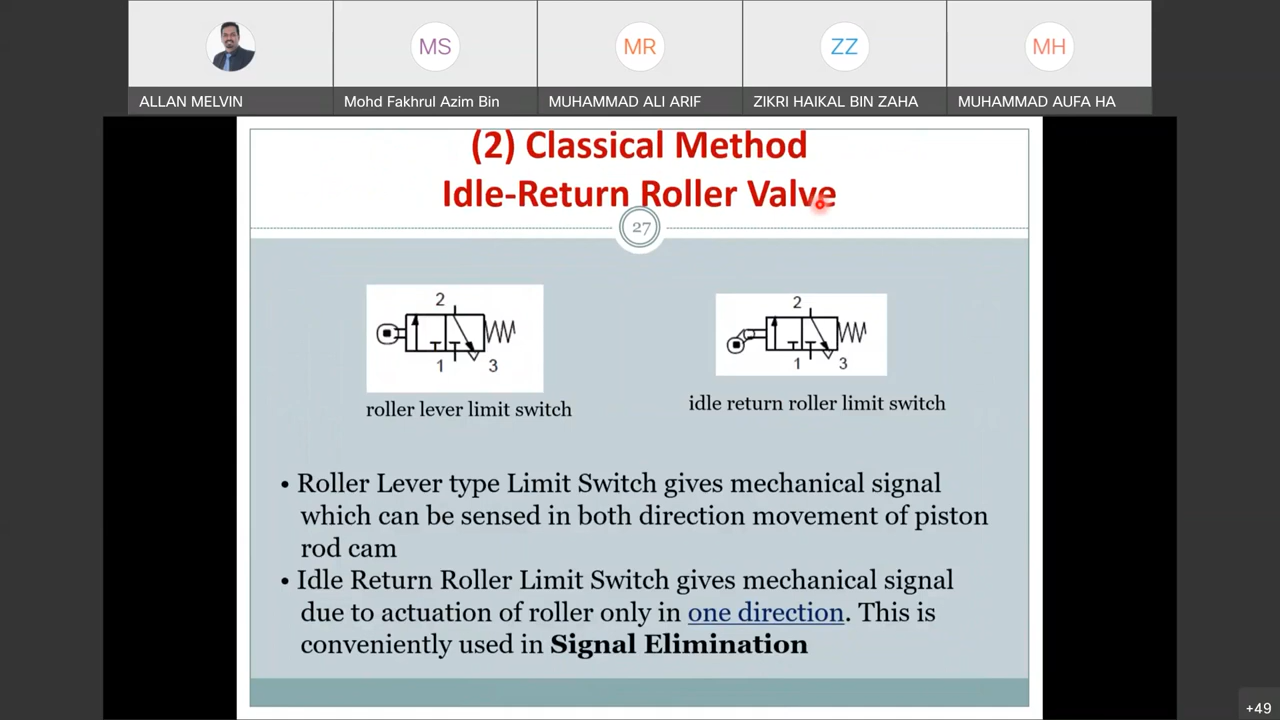 MS
MR
ZZ
MH
ALLAN MELVIN
Mohd Fakhrul Azim Bin
MUHAMMAD ALI ARIF
ZIKRI HAIKAL BIN ZAHA
MUHAMMAD AUFA HA
(2) Classical Method
Idle-Return Roller Valve
27
2
1
3
roller lever limit switch
2
1
3
idle return roller limit switch
• Roller Lever type Limit Switch gives mechanical signal
which can be sensed in both direction movement of piston
rod cam
• Idle Return Roller Limit Switch gives mechanical signal
due to actuation of roller only in one direction. This is
conveniently used in Signal Elimination
+49